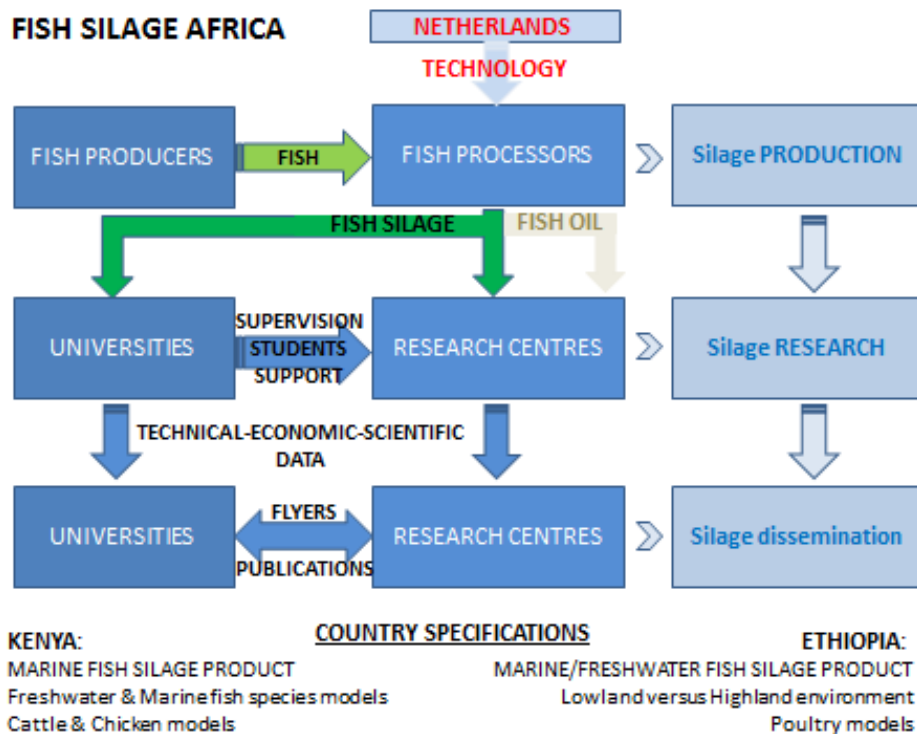 FISH SILAGE AFRICA
NETHERLANDS
TECHNOLOGY
FISH PRODUCERS
FISH
FISH PROCESSORS
Silage PRODUCTION
FISH SILAGE
FISH OIL
UNIVERSITIES
SUPERVISION
STUDENTS
SUPPORT
RESEARCH CENTRES
Silage RESEARCH
TECHNICAL-ECONOMIC-SCIENTIFIC
DATA
UNIVERSITIES
FLYERS
PUBLICATIONS
RESEARCH CENTRES
Silage dissemination
COUNTRY SPECIFICATIONS
KENYA:
MARINE FISH SILAGE PRODUCT
Freshwater & Marine fish species models
Cattle & Chicken models
ETHIOPIA:
MARINE/FRESHWATER FISH SILAGE PRODUCT
Lowland versus Highland environment
Poultry models